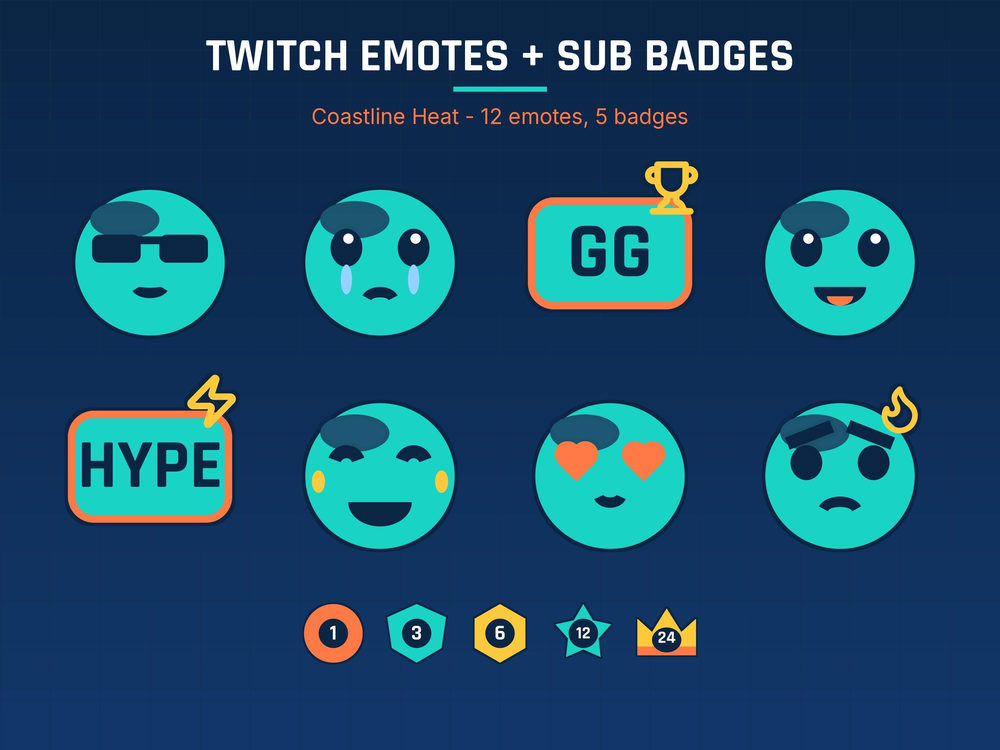 TWITCH EMOTES + SUB BADGES
Coastline Heat - 12 emotes, 5 badges
GG
HYPE
1 3 6 12 24